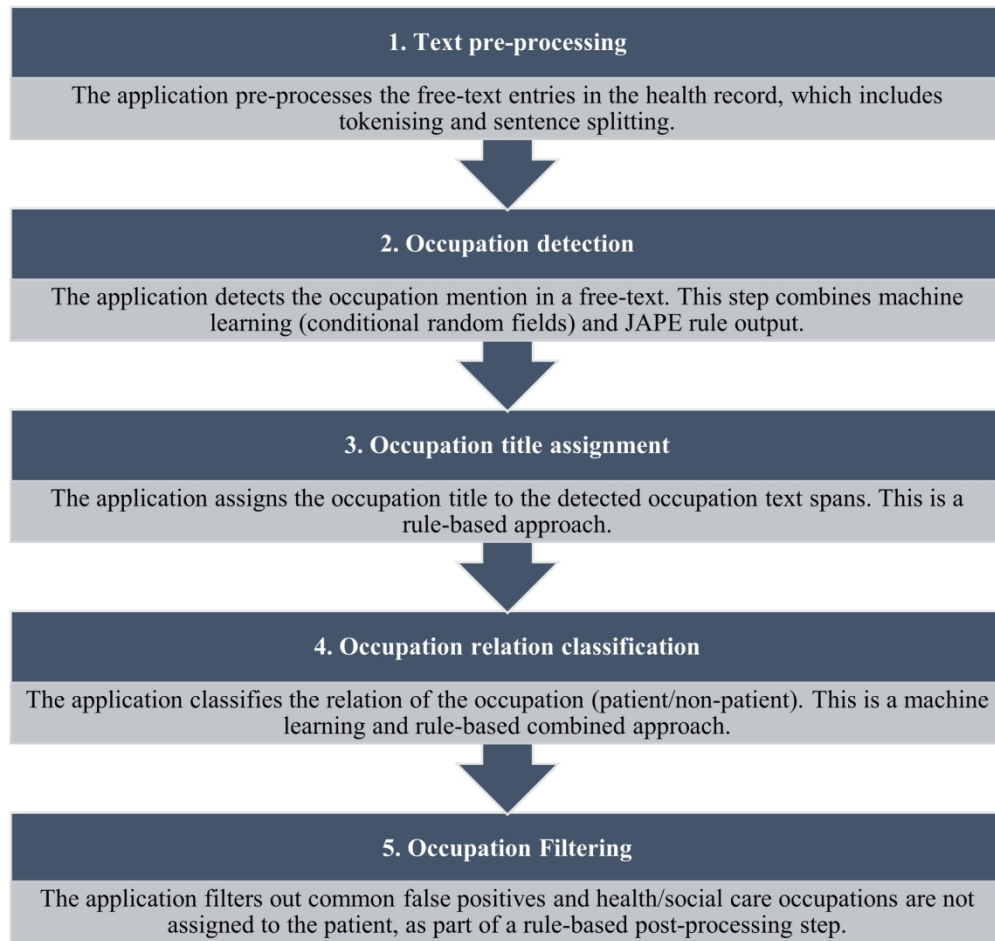 1. Text pre-processing
The application pre-processes the free-text entries in the health record, which includes
tokenising and sentence splitting.
2. Occupation detection
The application detects the occupation mention in a free-text. This step combines machine
learning (conditional random fields) and JAPE rule output.
3. Occupation title assignment
The application assigns the occupation title to the detected occupation text spans. This is a
rule-based approach.
4. Occupation relation classification
The application classifies the relation of the occupation (patient/non-patient). This is a machine
learning and rule-based combined approach.
5. Occupation Filtering
The application filters out common false positives and health/social care occupations are not
assigned to the patient, as part of a rule-based post-processing step.